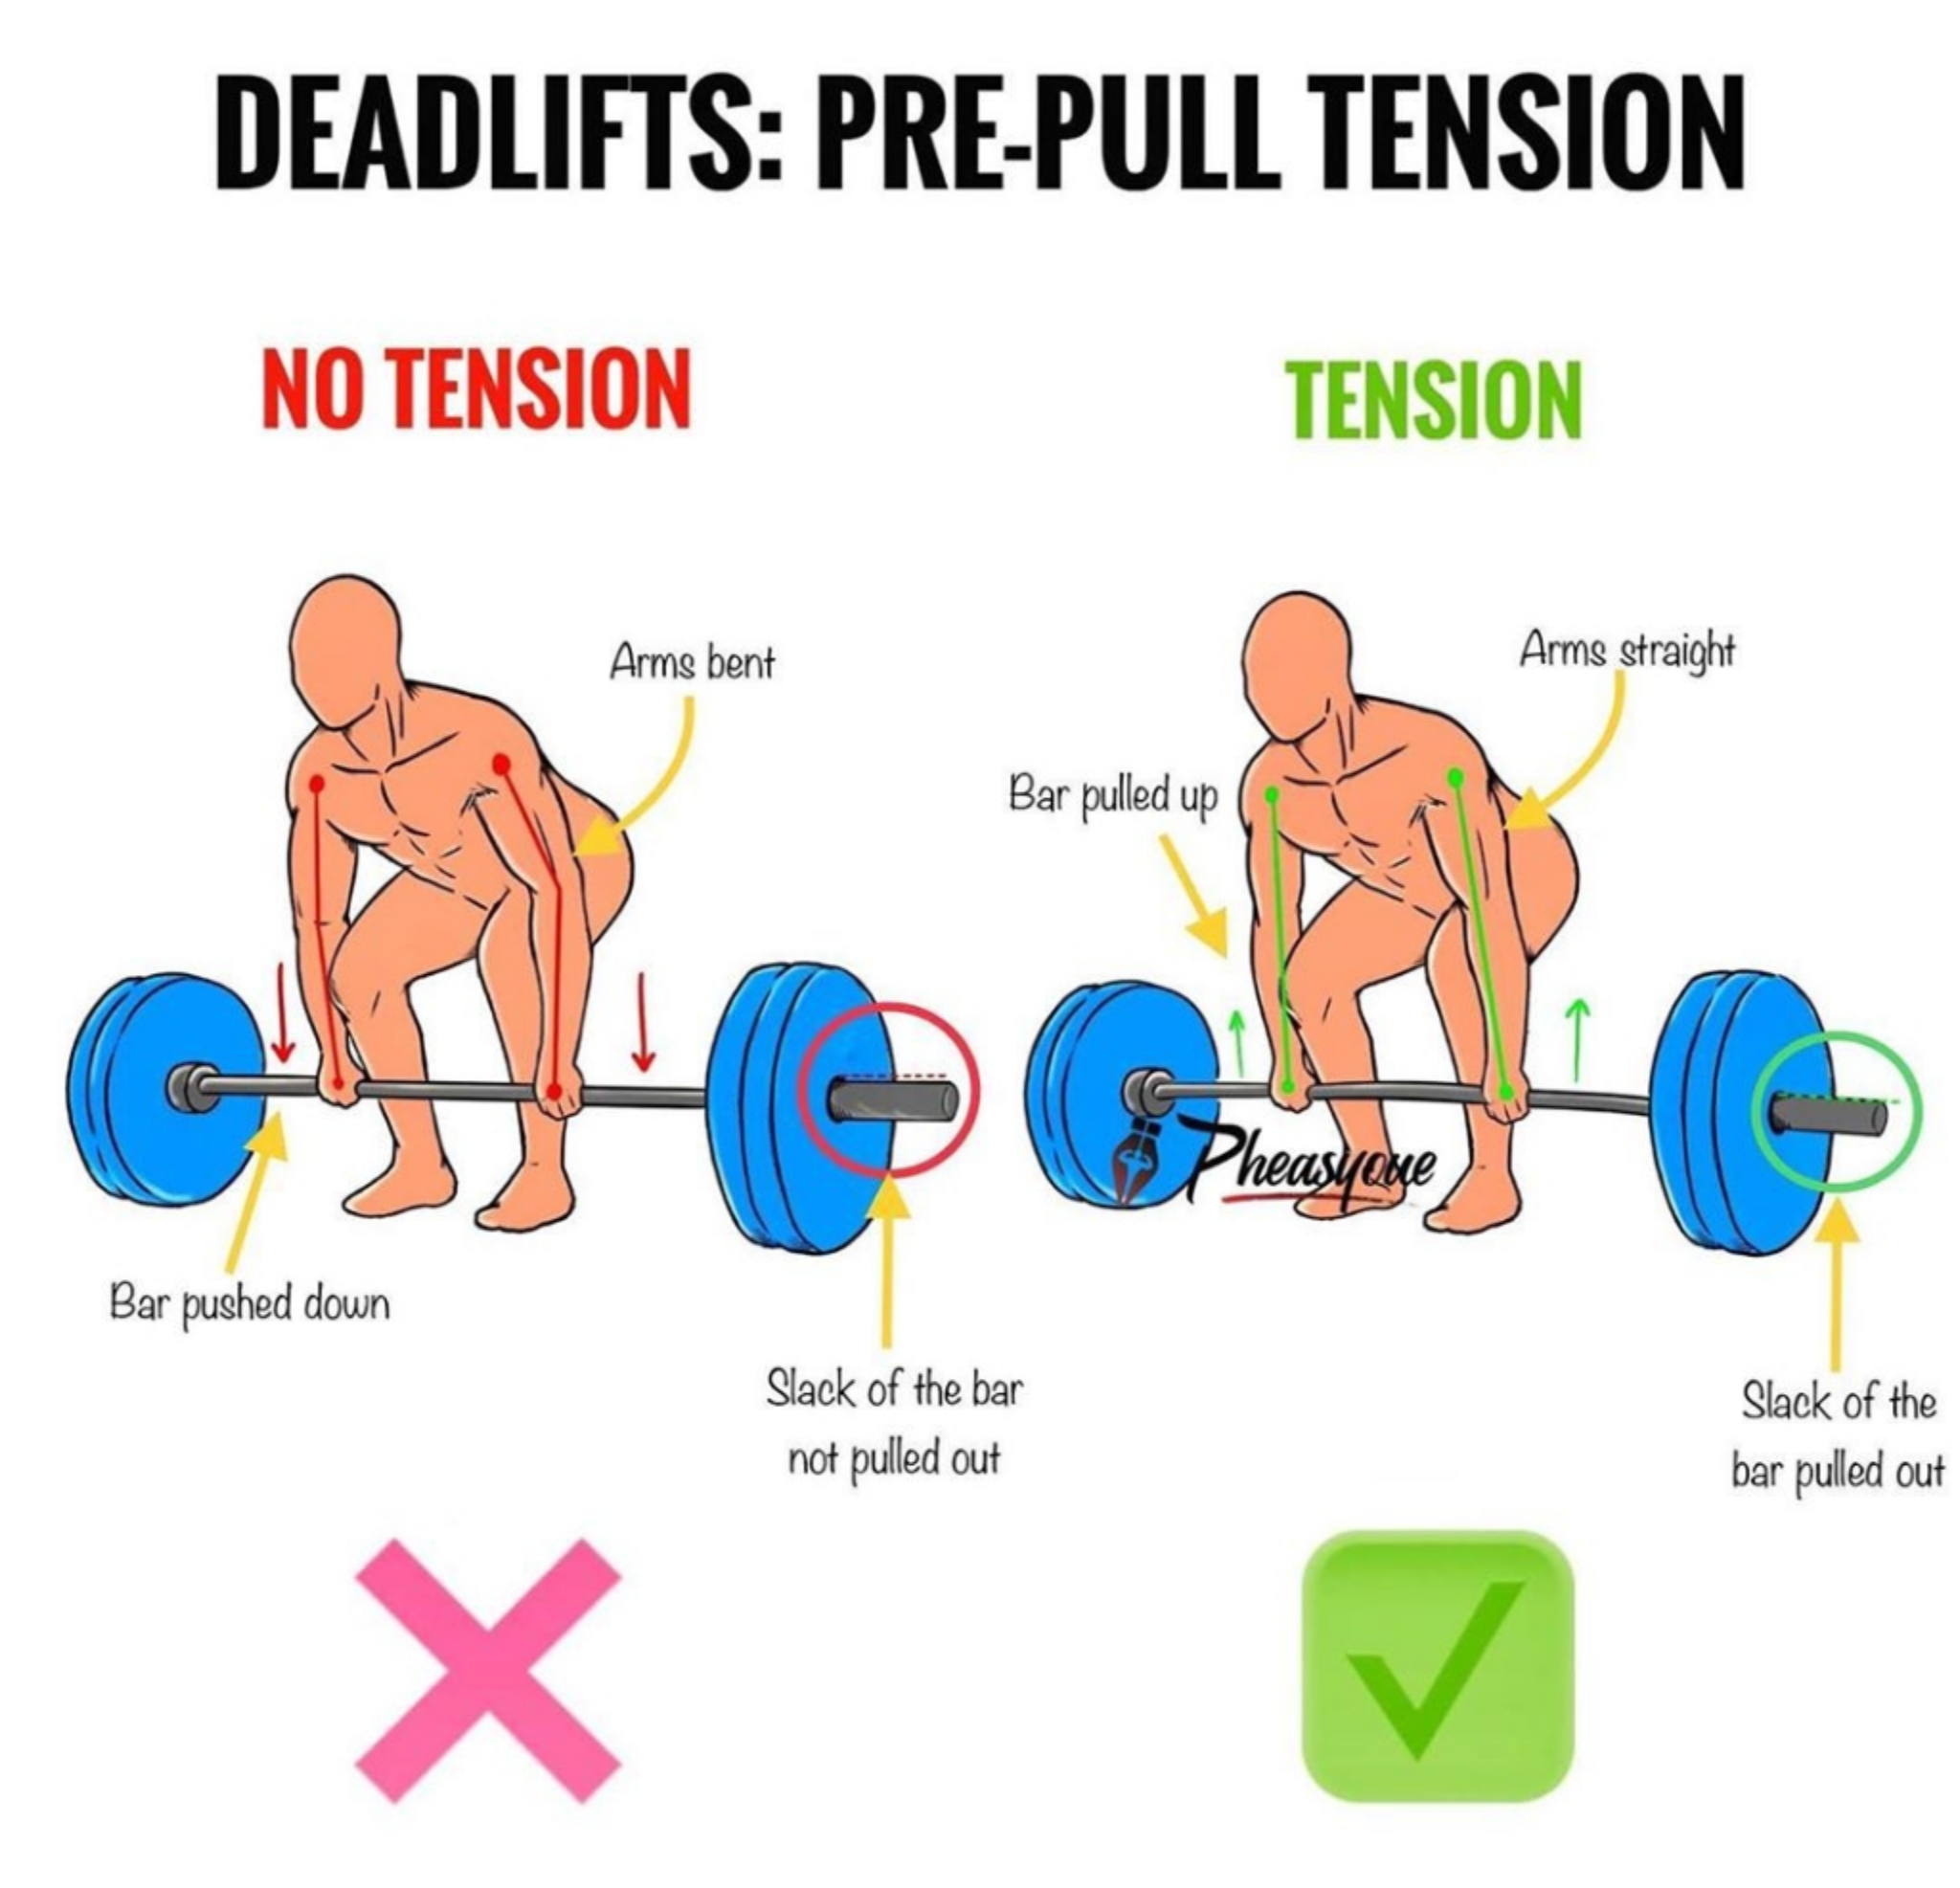 DEADLIFTS: PRE-PULL TENSION
NO TENSION
TENSION
Arms bent
Arms straight
Bar pulled up
Pheasyque
Bar pushed down
Slack of the bar
not pulled out
Slack of the
bar pulled out